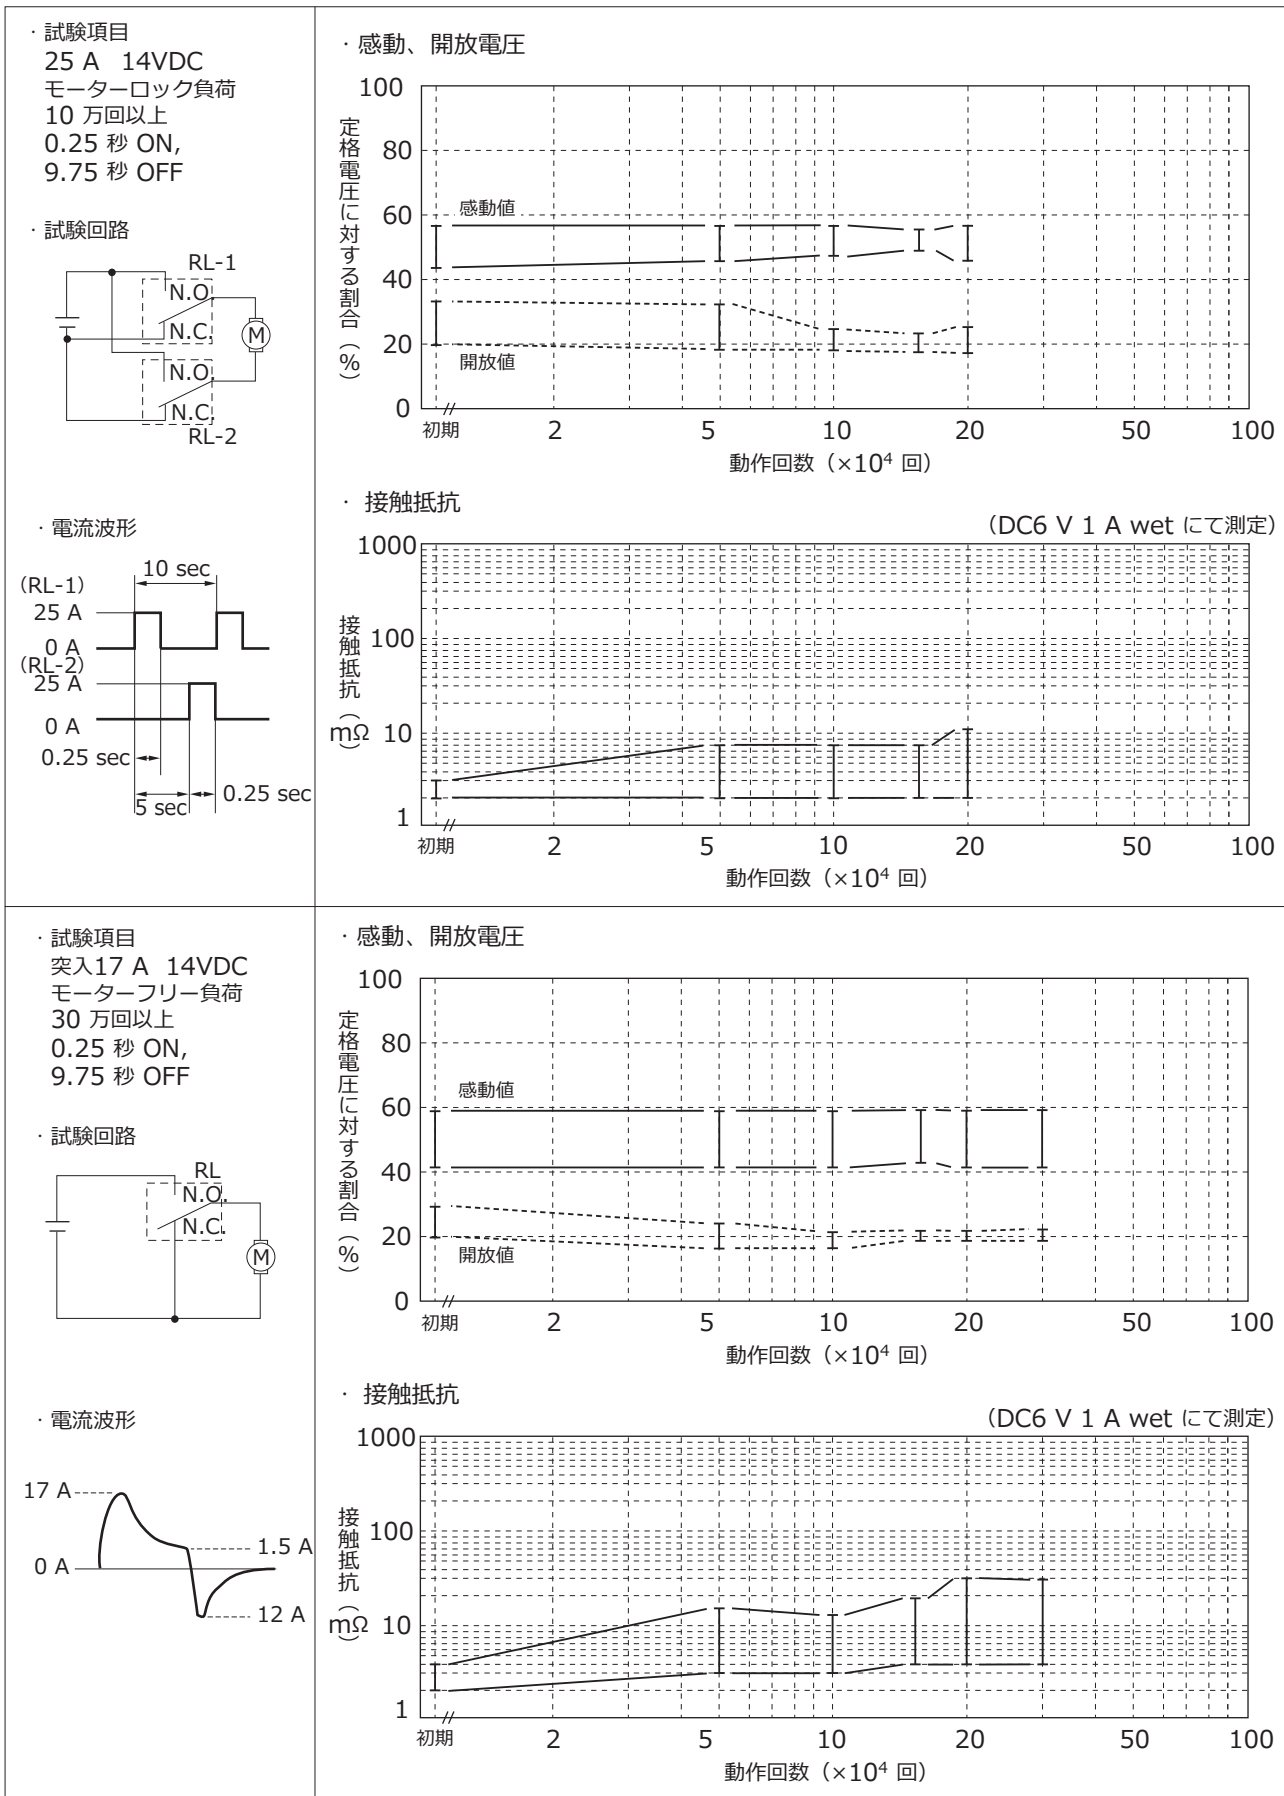 ・試験項目
25 A 14VDC
モーターロック負荷
10 万回以上
0.25 秒 ON,
9.75 秒 OFF
・試験回路
RL-1
N.O.
N.C.
M
N.O.
N.C.
RL-2
・電流波形
10 sec
(RL-1)
25 A
0 A
(RL-2)
25 A
0 A
0.25 sec
5 sec
0.25 sec
・感動、開放電圧
定格電圧に対する割合(%)
100
80
60
40
20
0
感動値
開放値
初期 2 5 10 20 50 100
動作回数（×10⁴ 回）
・ 接触抵抗
（DC6 V 1 A wet にて測定）
接触抵抗(mΩ)
1000
100
10
1
初期 2 5 10 20 50 100
動作回数（×10⁴ 回）
・試験項目
突入17 A 14VDC
モーターフリー負荷
30 万回以上
0.25 秒 ON,
9.75 秒 OFF
・試験回路
RL
N.O.
N.C.
M
・電流波形
17 A
0 A
1.5 A
12 A
・感動、開放電圧
定格電圧に対する割合(%)
100
80
60
40
20
0
感動値
開放値
初期 2 5 10 20 50 100
動作回数（×10⁴ 回）
・ 接触抵抗
（DC6 V 1 A wet にて測定）
接触抵抗(mΩ)
1000
100
10
1
初期 2 5 10 20 50 100
動作回数（×10⁴ 回）